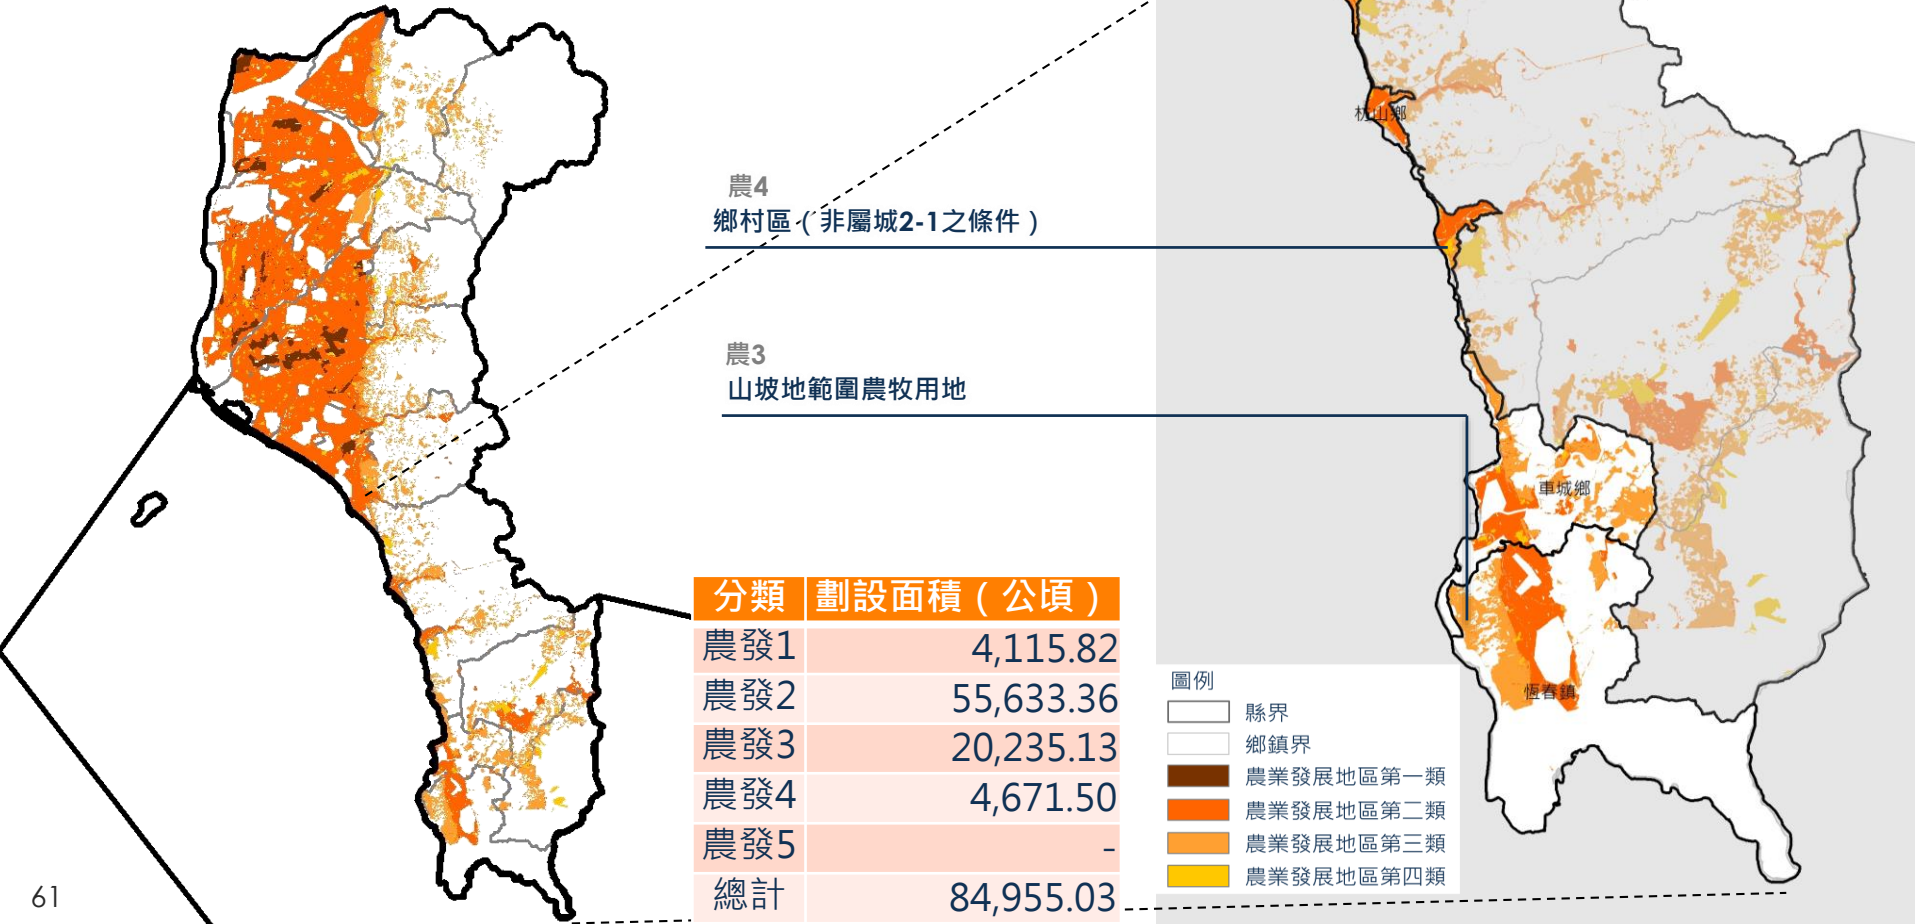 農4
鄉村區（非屬城2-1之條件）
農3
山坡地範圍農牧用地
枋山鄉
車城鄉
恆春鎮
分類 劃設面積（公頃）
農發1 4,115.82
農發2 55,633.36
農發3 20,235.13
農發4 4,671.50
農發5 -
總計 84,955.03
圖例
縣界
鄉鎮界
農業發展地區第一類
農業發展地區第二類
農業發展地區第三類
農業發展地區第四類
61